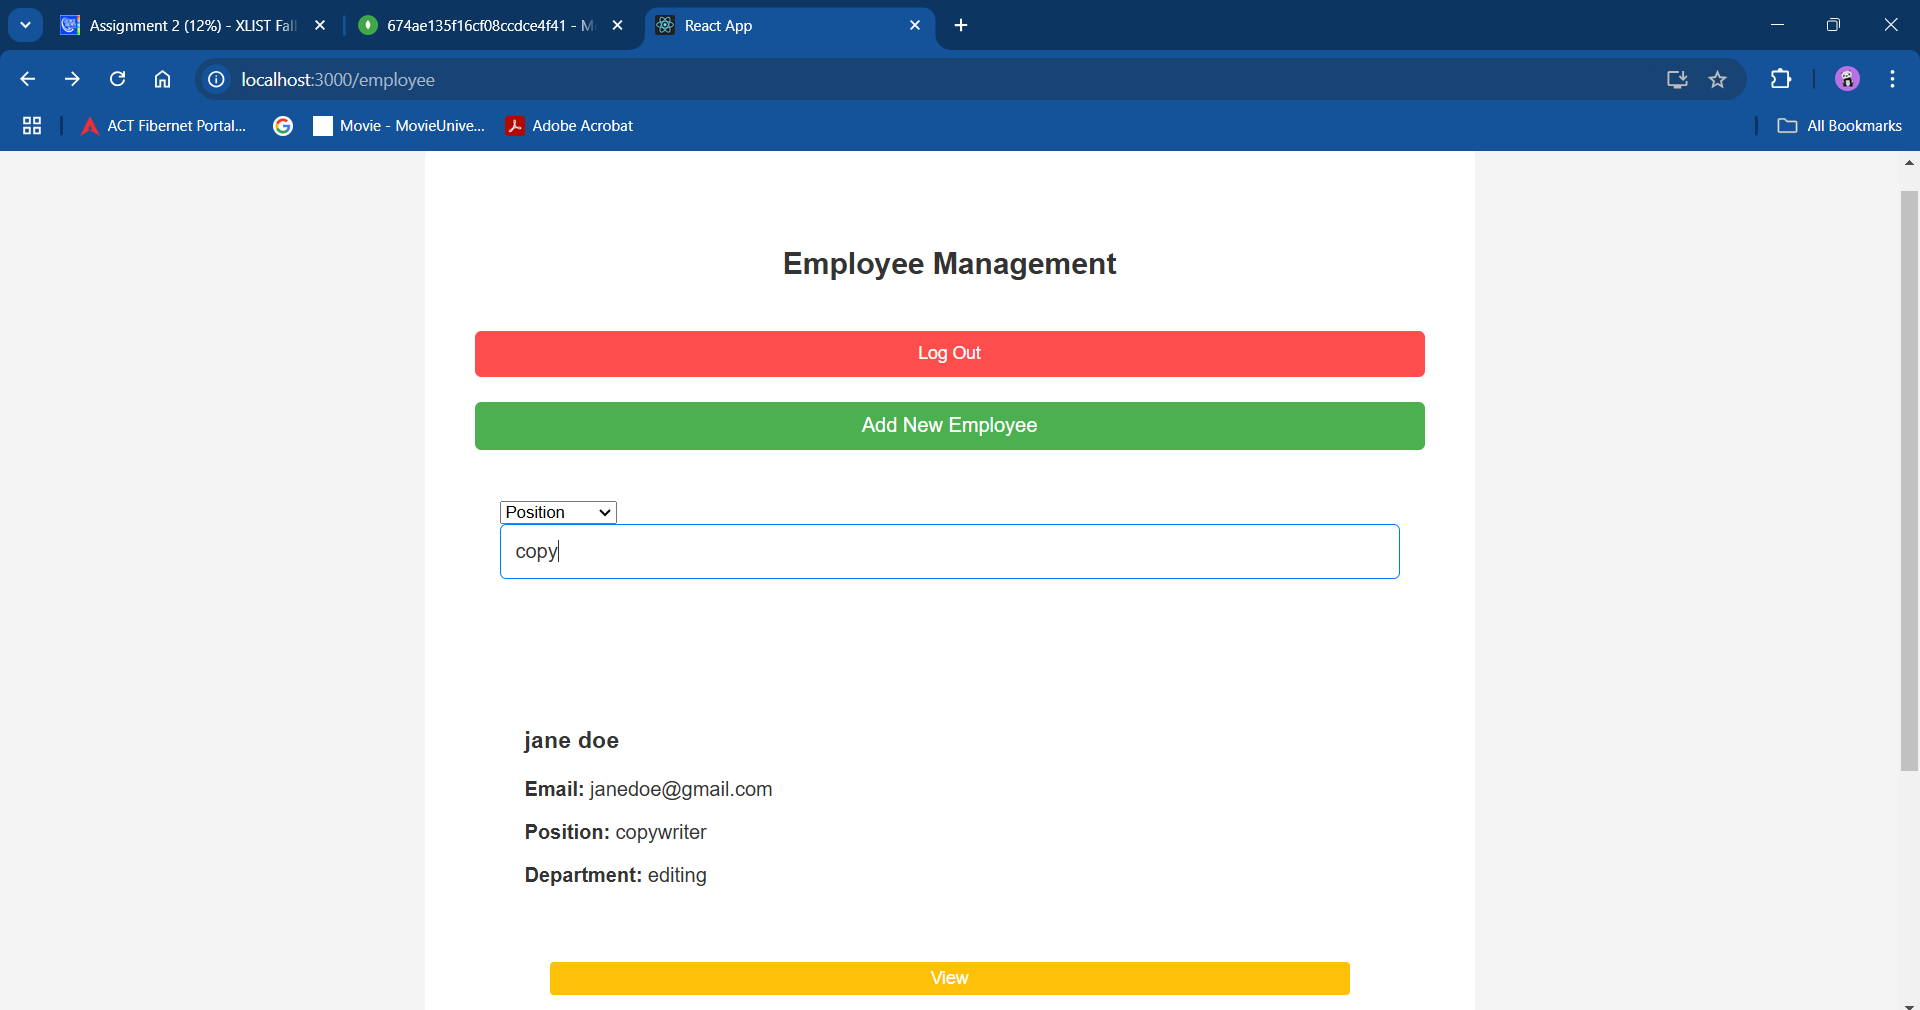 Assignment 2 (12%) - XLIST Fall
674ae135f16cf08ccdce4f41 - M
React App
localhost:3000/employee
ACT Fibernet Portal...
Movie - MovieUnive...
Adobe Acrobat
All Bookmarks
Employee Management
Log Out
Add New Employee
Position
copy
jane doe
Email: janedoe@gmail.com
Position: copywriter
Department: editing
View